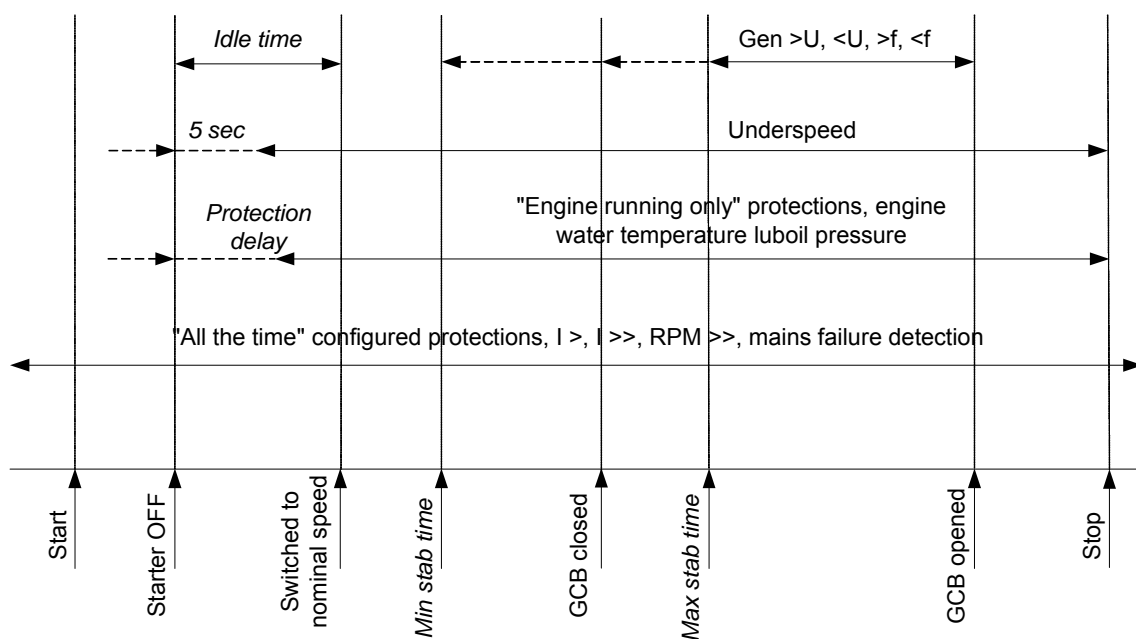 Idle time
Gen >U, <U, >f, <f
5 sec
Underspeed
Protection
delay
"Engine running only" protections, engine
water temperature luboil pressure
"All the time" configured protections, I >, I >>, RPM >>, mains failure detection
Start
Starter OFF
Switched to
nominal speed
Min stab time
GCB closed
Max stab time
GCB opened
Stop